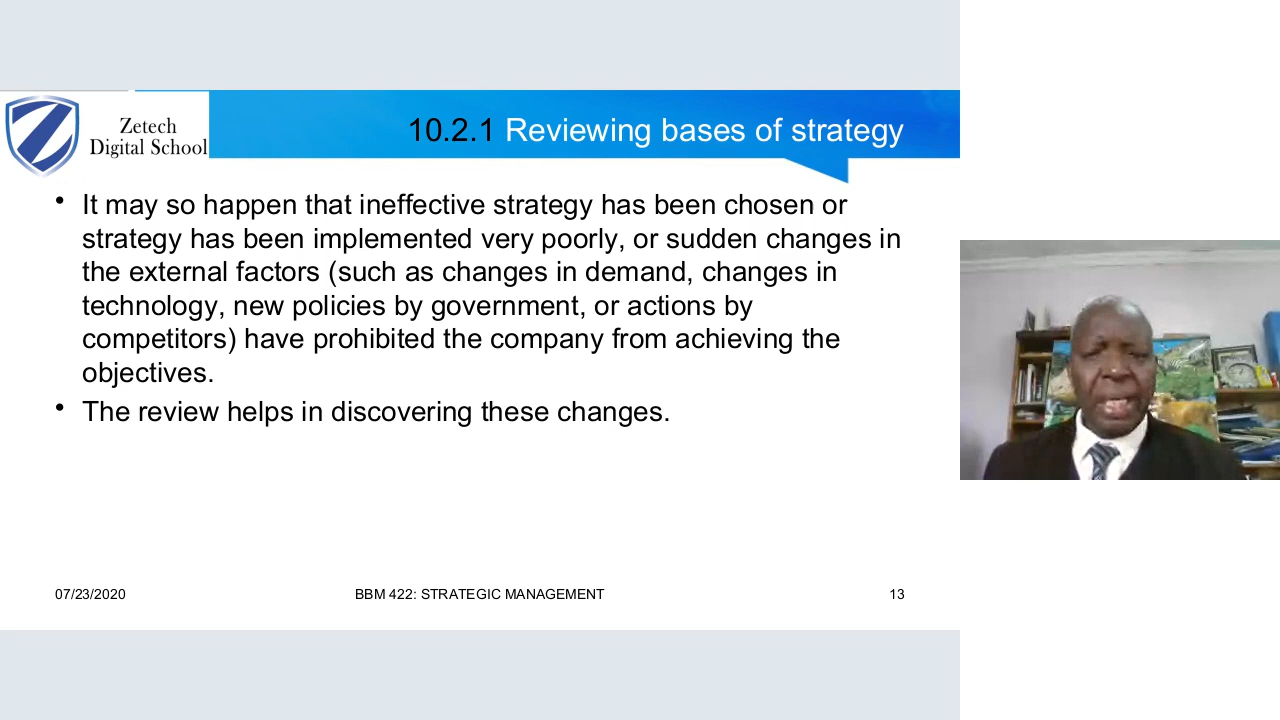 Zetech
Digital School
10.2.1 Reviewing bases of strategy
• It may so happen that ineffective strategy has been chosen or
strategy has been implemented very poorly, or sudden changes in
the external factors (such as changes in demand, changes in
technology, new policies by government, or actions by
competitors) have prohibited the company from achieving the
objectives.
• The review helps in discovering these changes.
07/23/2020
BBM 422: STRATEGIC MANAGEMENT
13